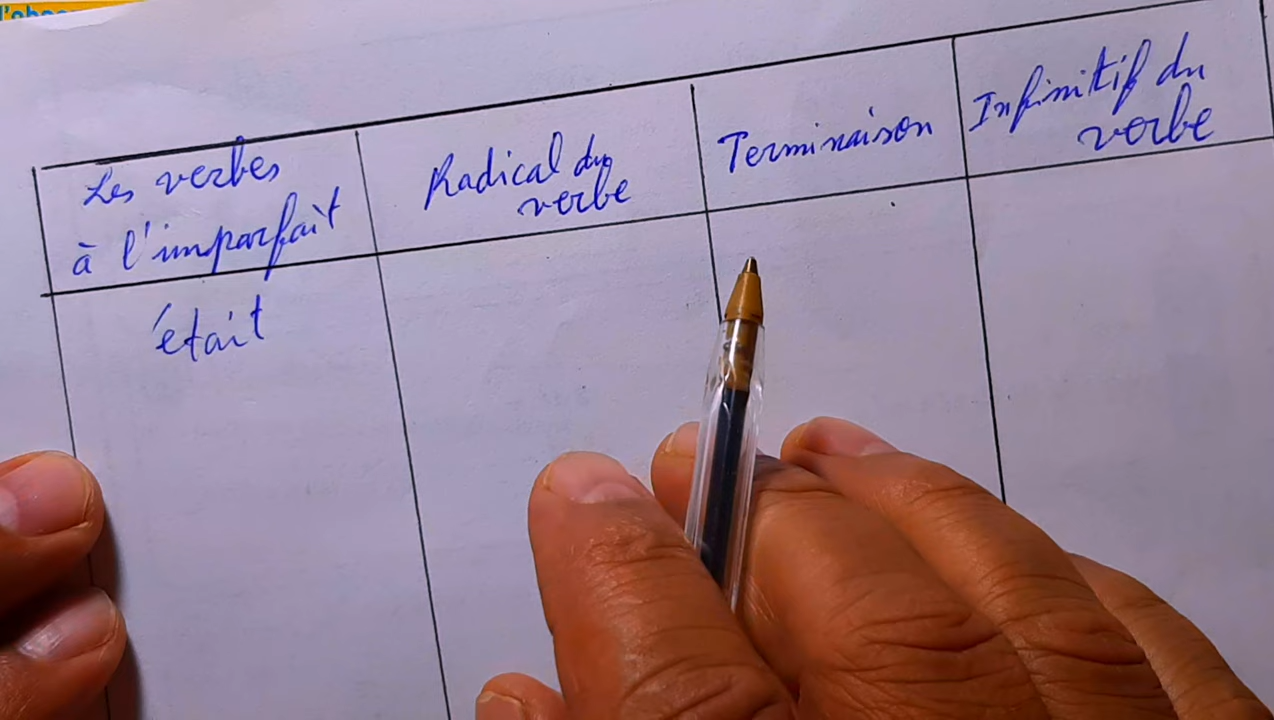 Les verbes
à l'imparfait
Radical du
verbe
Terminaison
Infinitif du
verbe
était